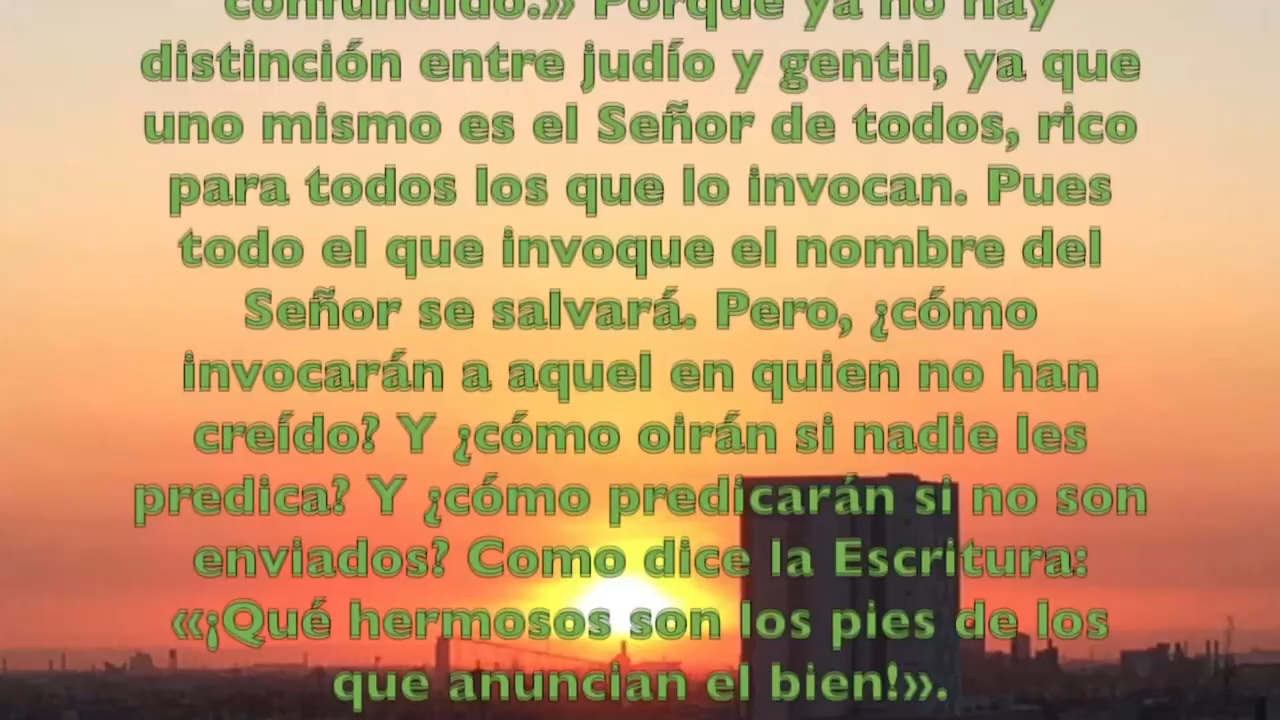 confundido.» Porque ya no hay
distinción entre judío y gentil, ya que
uno mismo es el Señor de todos, rico
para todos los que lo invocan. Pues
todo el que invoque el nombre del
Señor se salvará. Pero, ¿cómo
invocarán a aquel en quien no han
creído? Y ¿cómo oirán si nadie les
predica? Y ¿cómo predicarán si no son
enviados? Como dice la Escritura:
«¡Qué hermosos son los pies de los
que anuncian el bien!».